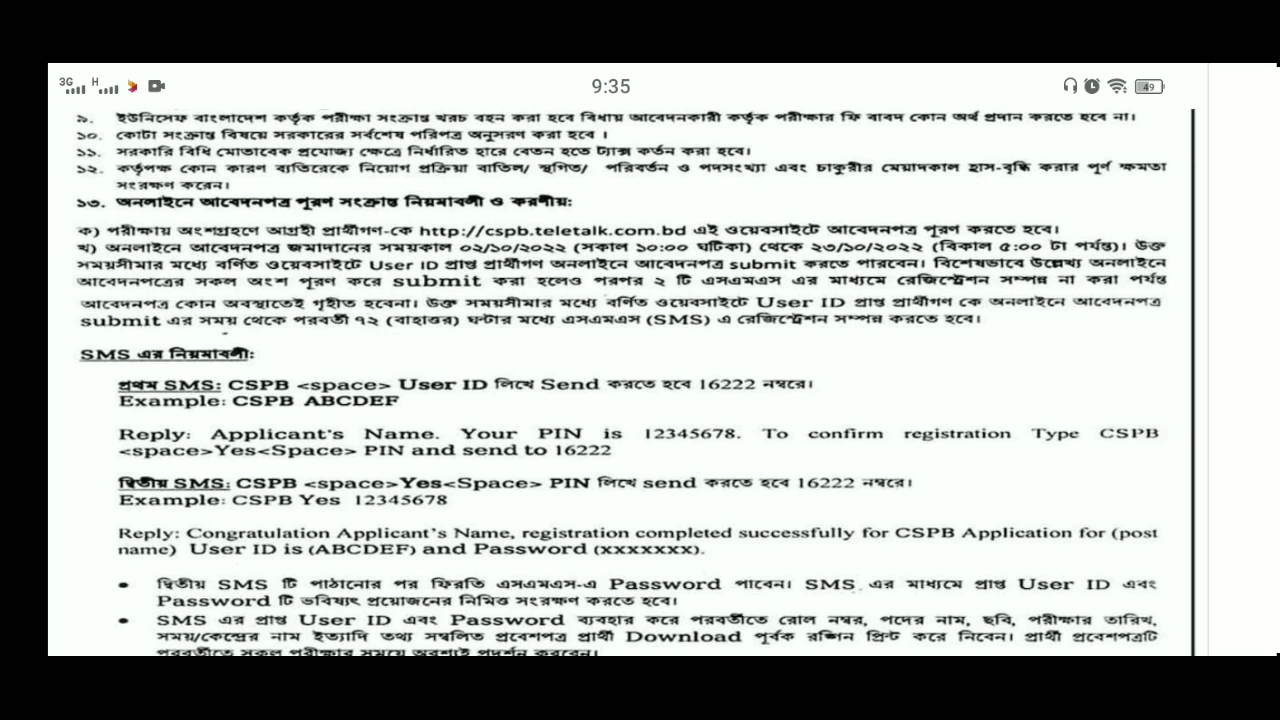 3G H 9:35 49
৯. ইউনিসেফ বাংলাদেশ কর্তৃক পরীক্ষা সংক্রান্ত খরচ বহন করা হবে বিধায় আবেদনকারী কর্তৃক পরীক্ষার ফি বাবদ কোন অর্থ প্রদান করতে হবে না।
১০. কোটা সংক্রান্ত বিষয়ে সরকারের সর্বশেষ পরিপত্র অনুসরণ করা হবে ।
১১. সরকারি বিধি মোতাবেক প্রযোজ্য ক্ষেত্রে নির্ধারিত হারে বেতন হতে ট্যাক্স কর্তন করা হবে।
১২. কর্তৃপক্ষ কোন কারণ ব্যতিরেকে নিয়োগ প্রক্রিয়া বাতিল/ স্থগিত/ পরিবর্তন ও পদসংখ্যা এবং চাকুরীর মেয়াদকাল হ্রাস-বৃদ্ধি করার পূর্ণ ক্ষমতা
সংরক্ষণ করেন।
১৩. অনলাইনে আবেদনপত্র পূরণ সংক্রান্ত নিয়মাবলী ও করণীয়:
ক) পরীক্ষায় অংশগ্রহণে আগ্রহী প্রার্থীগণ-কে http://cspb.teletalk.com.bd এই ওয়েবসাইটে আবেদনপত্র পূরণ করতে হবে।
খ) অনলাইনে আবেদনপত্র জমাদানের সময়কাল ০২/১০/২০২২ (সকাল ১০:০০ ঘটিকা) থেকে ২৩/১০/২০২২ (বিকাল ৫:০০ টা পর্যন্ত)। উক্ত
সময়সীমার মধ্যে বর্ণিত ওয়েবসাইটে User ID প্রাপ্ত প্রার্থীগণ অনলাইনে আবেদনপত্র submit করতে পারবেন। বিশেষভাবে উল্লেখ্য অনলাইনে
আবেদনপত্রের সকল অংশ পূরণ করে submit করা হলেও পরপর ২ টি এসএমএস এর মাধ্যমে রেজিস্ট্রেশন সম্পন্ন না করা পর্যন্ত
আবেদনপত্র কোন অবস্থাতেই গৃহীত হবেনা। উক্ত সময়সীমার মধ্যে বর্ণিত ওয়েবসাইটে User ID প্রাপ্ত প্রার্থীগণ কে অনলাইনে আবেদনপত্র
submit এর সময় থেকে পরবর্তী ৭২ (বাহাত্তর) ঘন্টার মধ্যে এসএমএস (SMS) এ রেজিস্ট্রেশন সম্পন্ন করতে হবে।
SMS এর নিয়মাবলী:
প্রথম SMS: CSPB <space> User ID লিখে Send করতে হবে 16222 নম্বরে।
Example: CSPB ABCDEF
Reply: Applicant's Name. Your PIN is 12345678. To confirm registration Type CSPB
<space>Yes<Space> PIN and send to 16222
দ্বিতীয় SMS: CSPB <space>Yes<Space> PIN লিখে send করতে হবে 16222 নম্বরে।
Example: CSPB Yes 12345678
Reply: Congratulation Applicant's Name, registration completed successfully for CSPB Application for (post
name) User ID is (ABCDEF) and Password (xxxxxxx).
• দ্বিতীয় SMS টি পাঠানোর পর ফিরতি এসএমএস-এ Password পাবেন। SMS এর মাধ্যমে প্রাপ্ত User ID এবং
Password টি ভবিষ্যৎ প্রয়োজনের নিমিত্ত সংরক্ষণ করতে হবে।
• SMS এর প্রাপ্ত User ID এবং Password ব্যবহার করে পরবর্তীতে রোল নম্বর, পদের নাম, ছবি, পরীক্ষার তারিখ,
সময়/কেন্দ্রের নাম ইত্যাদি তথ্য সম্বলিত প্রবেশপত্র প্রার্থী Download পূর্বক রঙ্গিন প্রিন্ট করে নিবেন। প্রার্থী প্রবেশপত্রটি
পরবর্তীতে সকল পরীক্ষার সময়ে অবশ্যই প্রদর্শন করবেন।